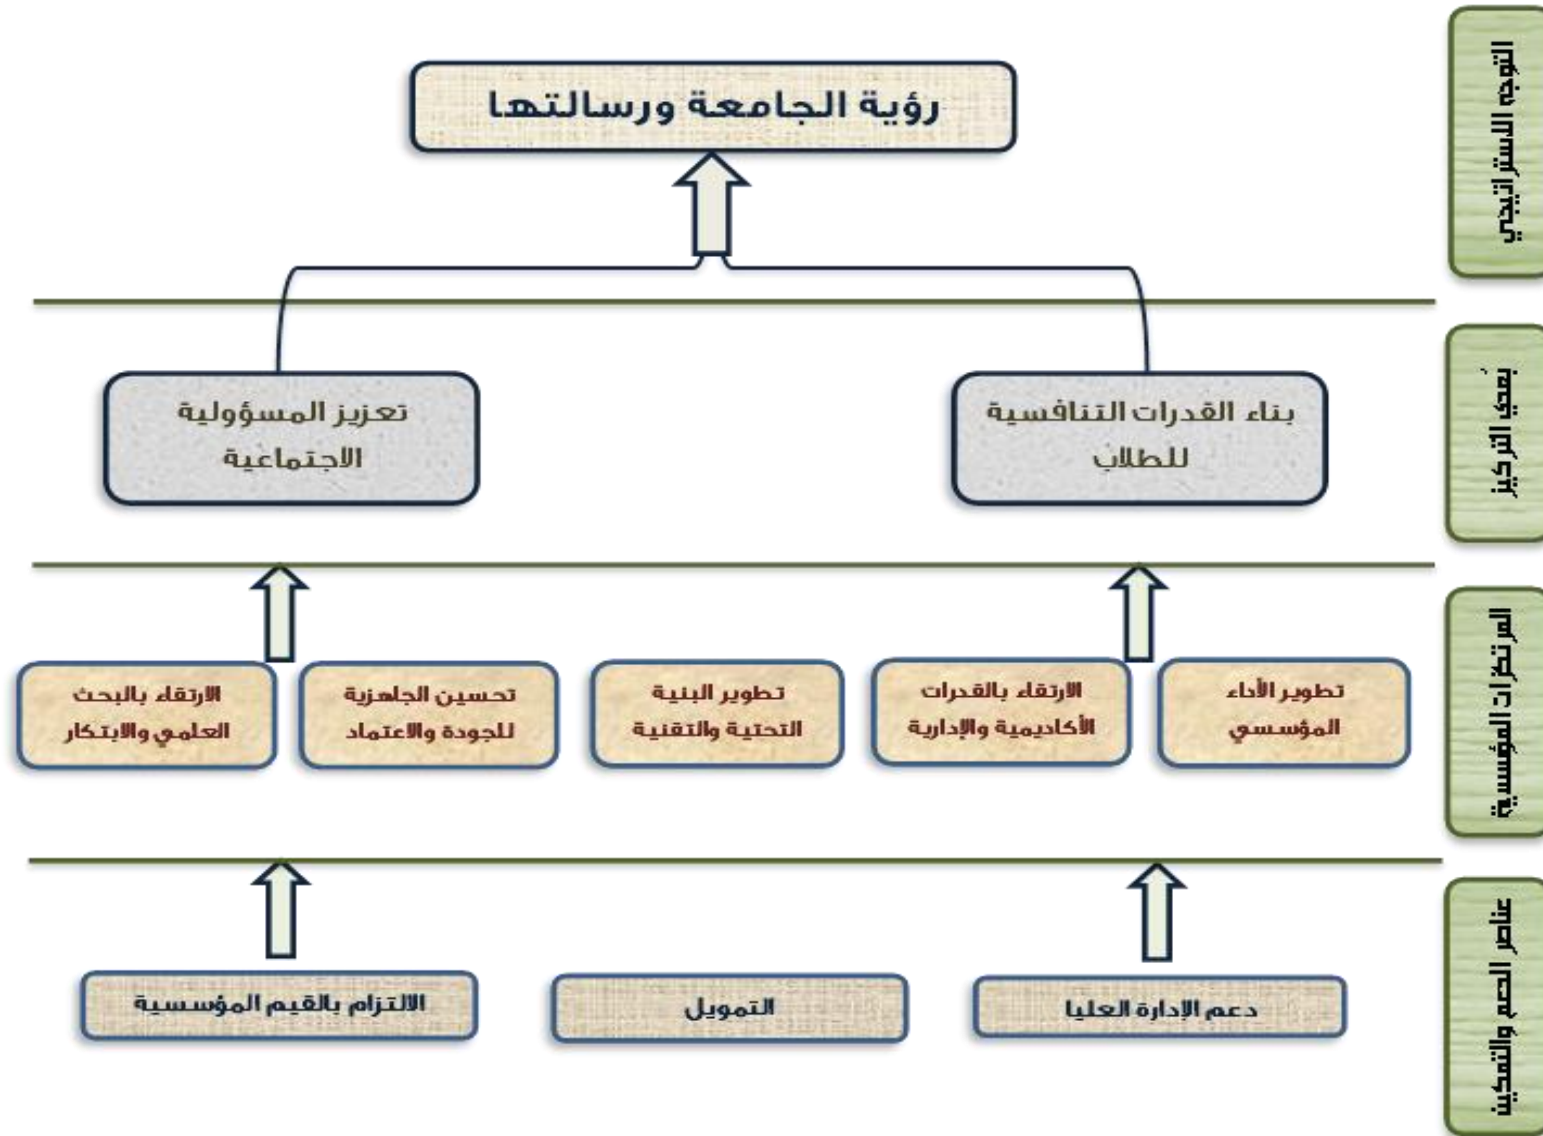 التوجه الاستراتيجي
رؤية الجامعة ورسالتها
بُعدي التركيز
بناء القدرات التنافسية
للطلاب
تعزيز المسؤولية
الاجتماعية
المرتكزات المؤسسية
تطوير الأداء
المؤسسي
الارتقاء بالقدرات
الأكاديمية والإدارية
تطوير البنية
التحتية والتقنية
تحسين الجاهزية
للجودة والاعتماد
الارتقاء بالبحث
العلمي والابتكار
عناصر الدعم والتمكين
دعم الإدارة العليا
التمويل
الالتزام بالقيم المؤسسية